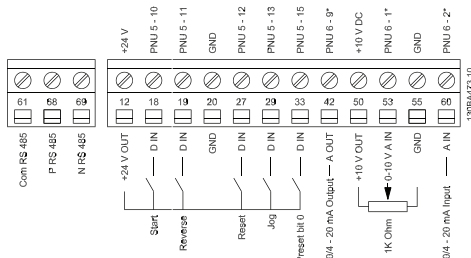 +24 V
PNU 5 - 10
PNU 5 - 11
GND
PNU 5 - 12
PNU 5 - 13
PNU 5 - 15
PNU 6 - 9*
+10 V DC
PNU 6 - 1*
GND
PNU 6 - 2*
61 68 69 12 18 19 20 27 29 33 42 50 53 55 60
130BA473.10
Com RS 485
P RS 485
N RS 485
+24 V OUT
D IN
D IN
GND
D IN
D IN
D IN
0/4 - 20 mA Output — A OUT
+10 V OUT
0-10 V A IN
GND
0/4 - 20 mA Input — A IN
Start
Reverse
Reset
Jog
Preset bit 0
1K Ohm